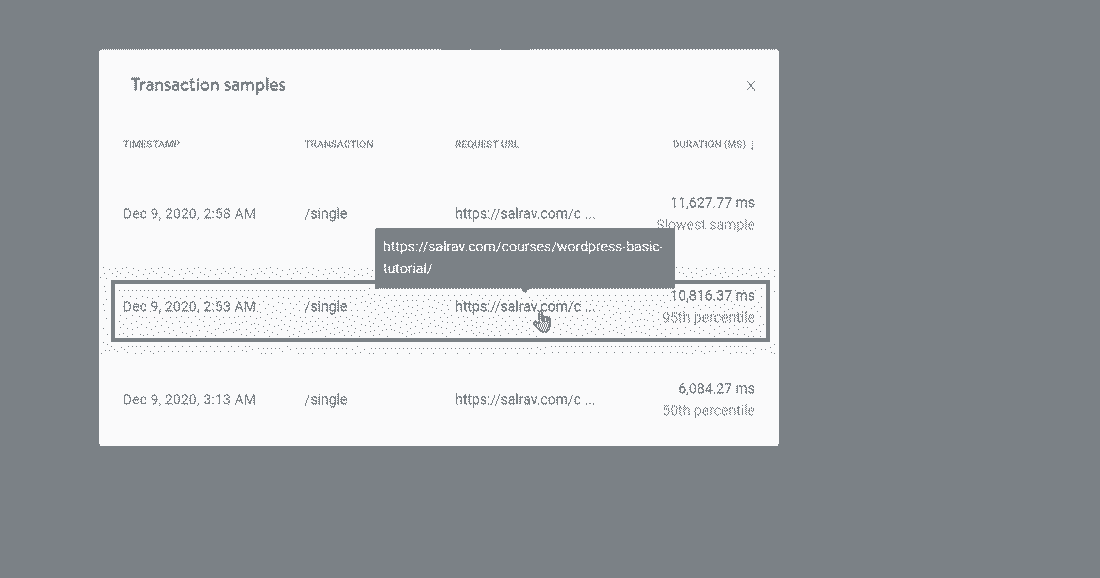 Transaction samples
TIMESTAMP TRANSACTION REQUEST URL DURATION (MS) ↓
Dec 9, 2020, 2:58 AM /single https://salrav.com/c ... 11,627.77 ms
Slowest sample
https://salrav.com/courses/wordpress-basic-
tutorial/
Dec 9, 2020, 2:53 AM /single https://salrav.com/c ... 10,816.37 ms
95th percentile
Dec 9, 2020, 3:13 AM /single https://salrav.com/c ... 6,084.27 ms
50th percentile